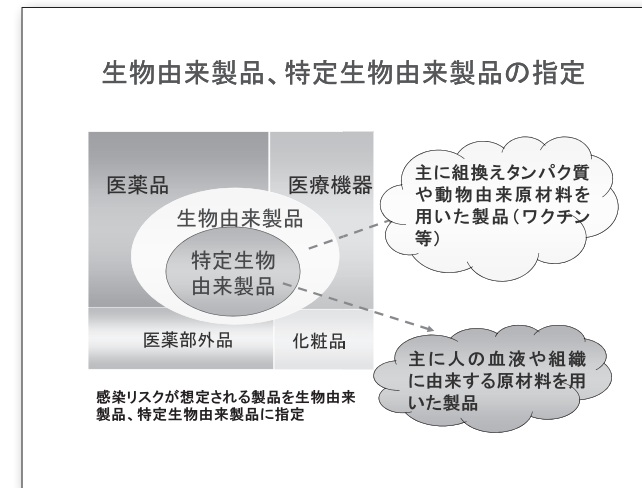 生物由来製品、特定生物由来製品の指定
医薬品
医療機器
生物由来製品
特定生物
由来製品
医薬部外品
化粧品
主に組換えタンパク質
や動物由来原材料を
用いた製品（ワクチン
等）
主に人の血液や組織
に由来する原材料を用
いた製品
感染リスクが想定される製品を生物由来
製品、特定生物由来製品に指定